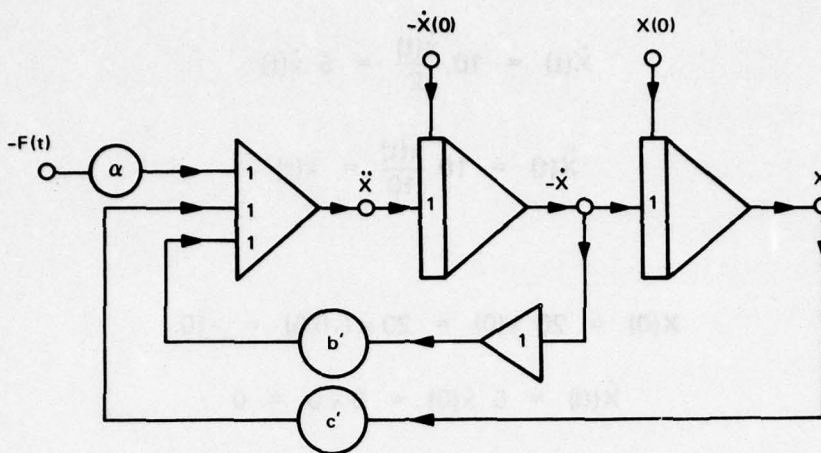 -Ẋ(0) X(0)
-F(t) α 1 Ẍ -Ẋ X
1 1 1
1
b' 1
c'